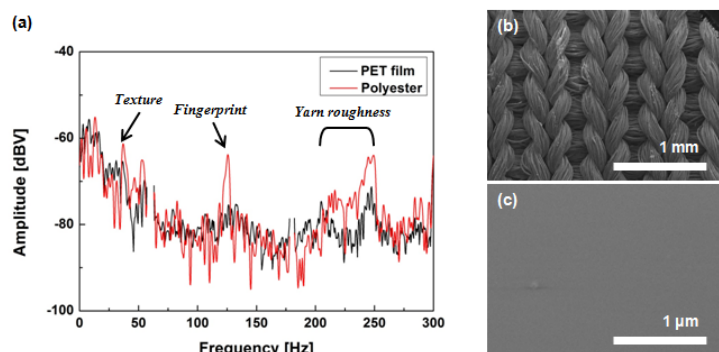 (a)
-40
-60
-80
-100
Amplitude [dBV]
Texture
Fingerprint
Yarn roughness
PET film
Polyester
0 50 100 150 200 250 300
Frequency [Hz]
(b)
1 mm
(c)
1 µm